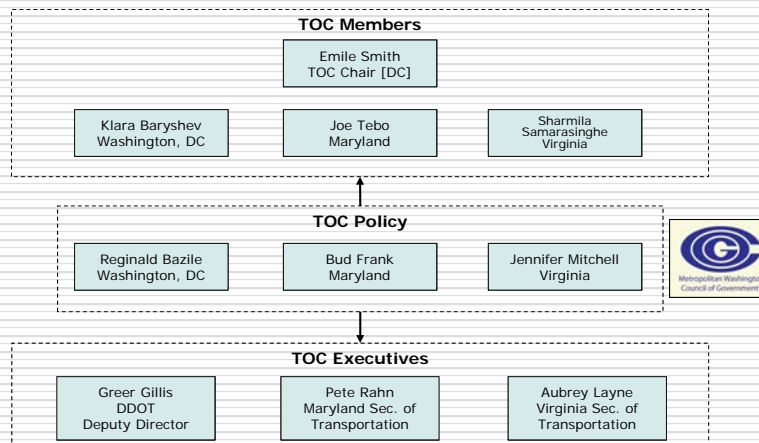 TOC Members
Emile Smith
TOC Chair [DC]
Klara Baryshev
Washington, DC
Joe Tebo
Maryland
Sharmila
Samarasinghe
Virginia
TOC Policy
Reginald Bazile
Washington, DC
Bud Frank
Maryland
Jennifer Mitchell
Virginia
Metropolitan Washingto
Council of Government
TOC Executives
Greer Gillis
DDOT
Deputy Director
Pete Rahn
Maryland Sec. of
Transportation
Aubrey Layne
Virginia Sec. of
Transportation